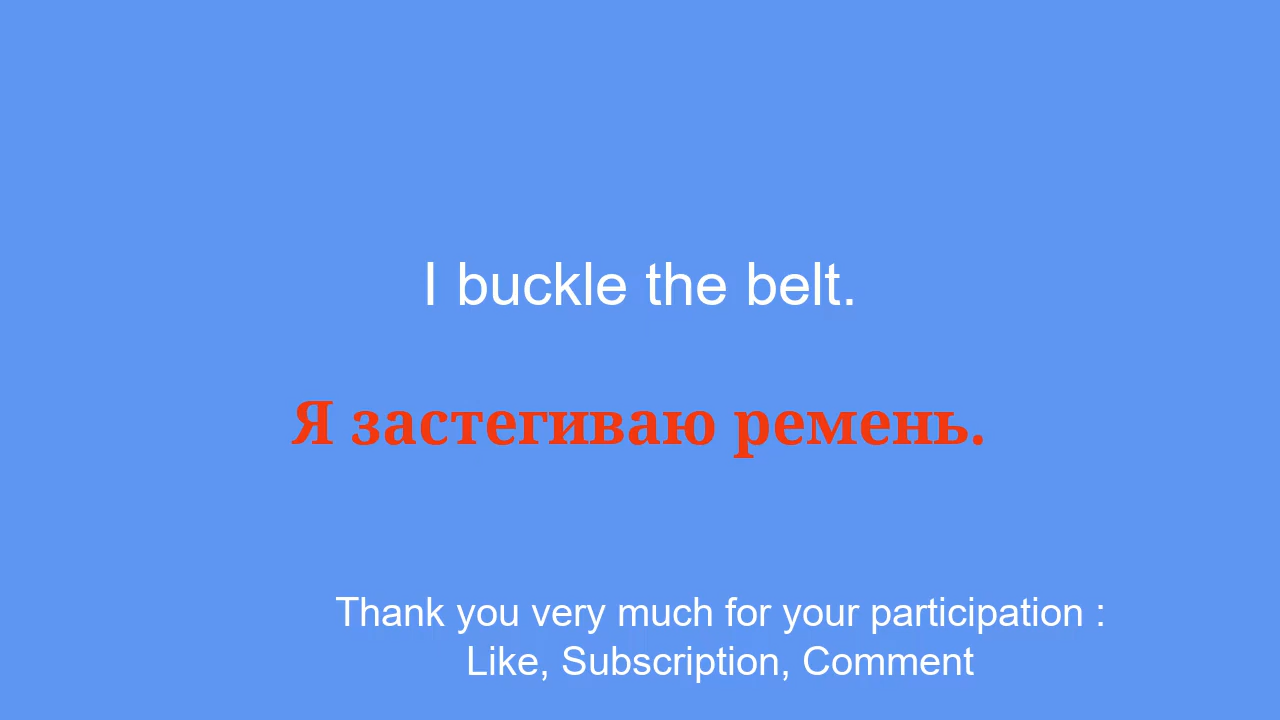 I buckle the belt.
Я застегиваю ремень.
Thank you very much for your participation :
Like, Subscription, Comment